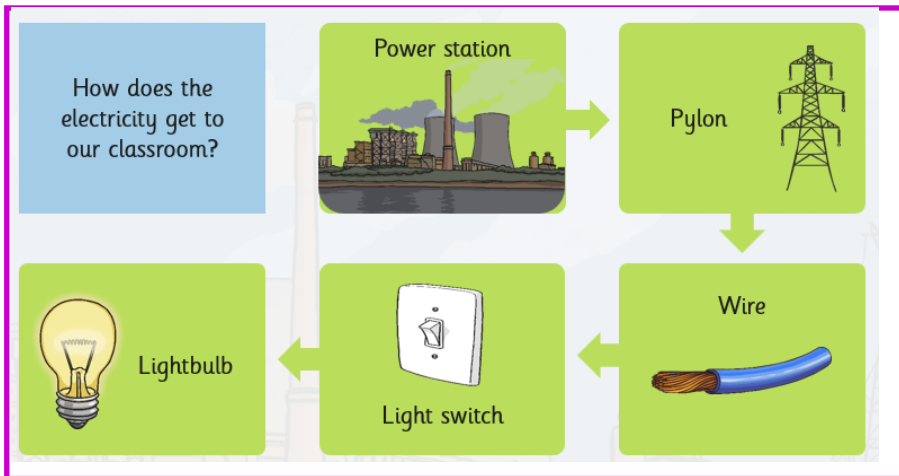 How does the
electricity get to
our classroom?
Power station
Pylon
Wire
Light switch
Lightbulb